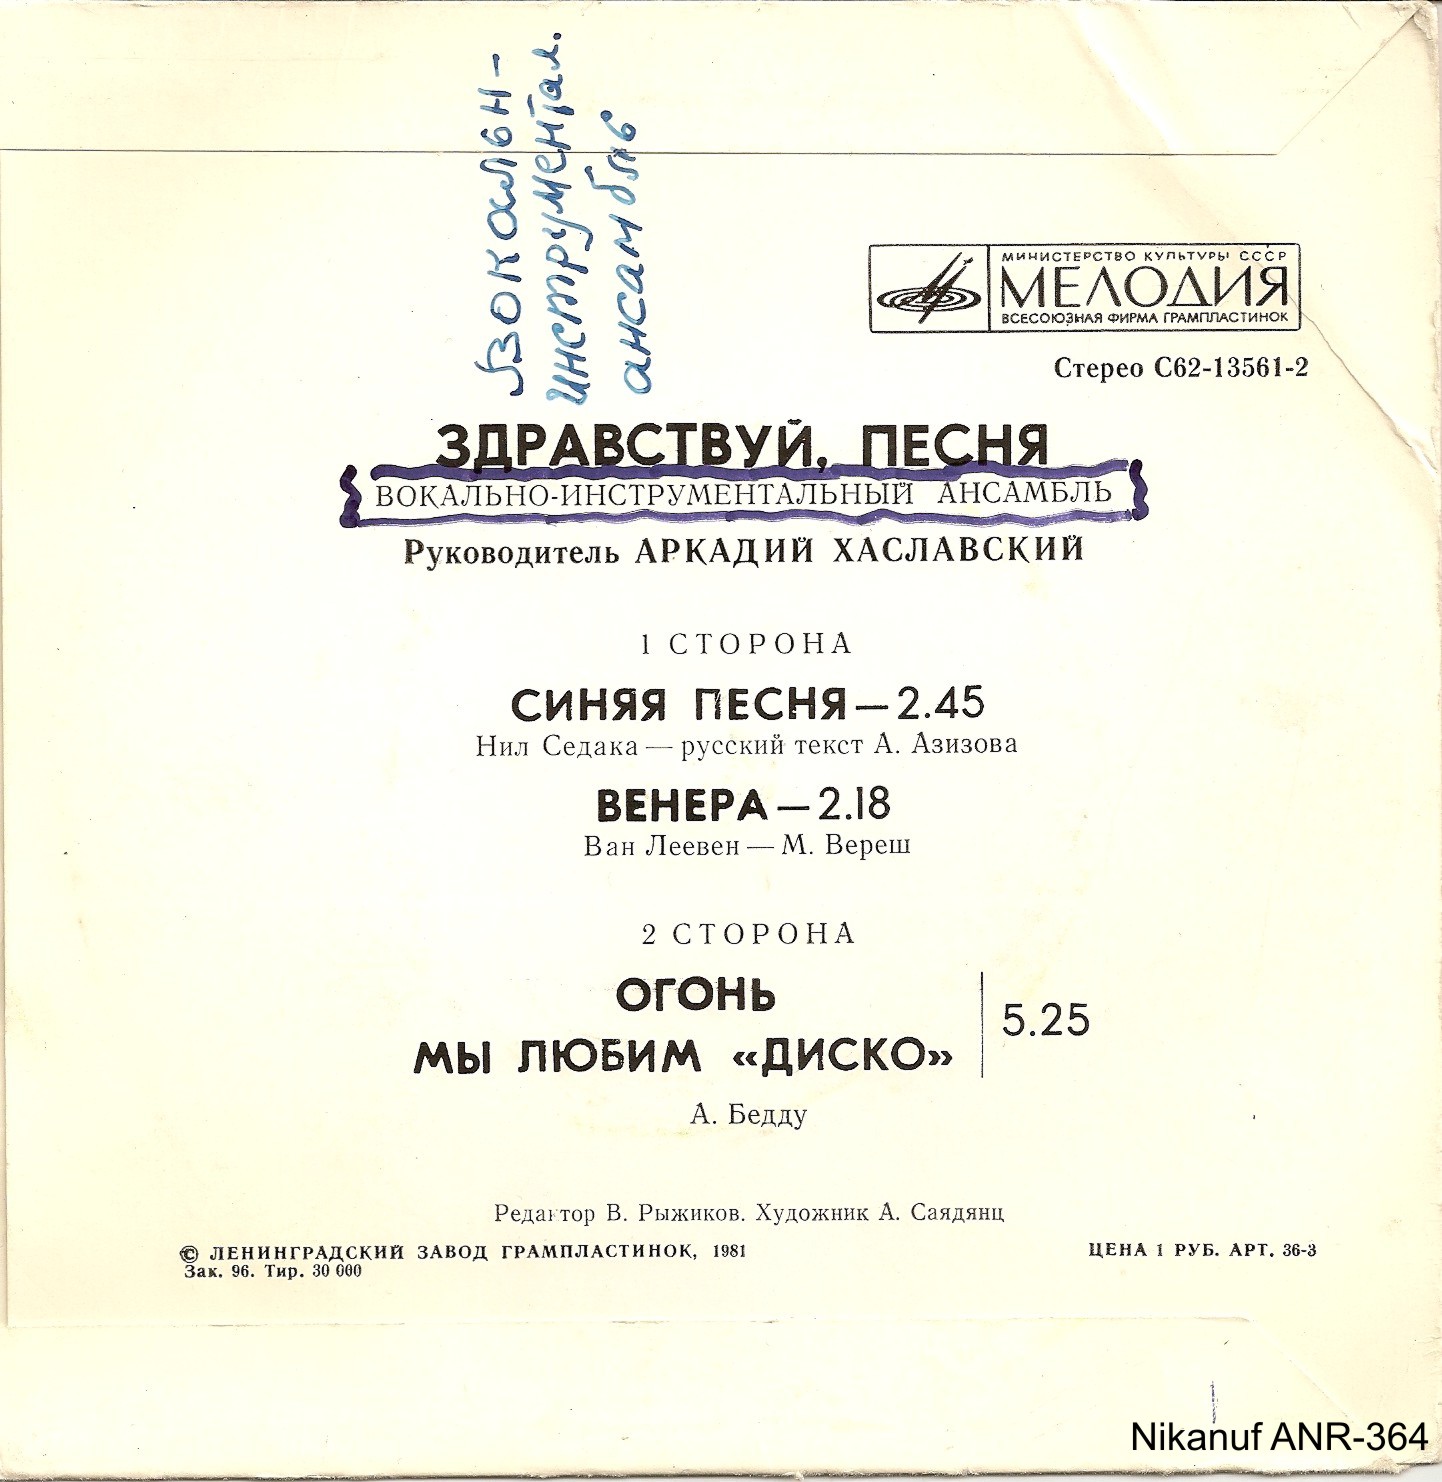 Вокальн-
инструментал.
ансамбль
МИНИСТЕРСТВО КУЛЬТУРЫ СССР
МЕЛОДИЯ
ВСЕСОЮЗНАЯ ФИРМА ГРАМПЛАСТИНОК
Стерео С62-13561-2
ЗДРАВСТВУЙ, ПЕСНЯ
ВОКАЛЬНО-ИНСТРУМЕНТАЛЬНЫЙ АНСАМБЛЬ
Руководитель АРКАДИЙ ХАСЛАВСКИЙ
1 СТОРОНА
СИНЯЯ ПЕСНЯ — 2.45
Нил Седака — русский текст А. Азизова
ВЕНЕРА — 2.18
Ван Леевен — М. Вереш
2 СТОРОНА
ОГОНЬ
МЫ ЛЮБИМ «ДИСКО»
5.25
А. Бедду
Редактор В. Рыжиков. Художник А. Саядянц
© ЛЕНИНГРАДСКИЙ ЗАВОД ГРАМПЛАСТИНОК, 1981
Зак. 96. Тир. 30 000
ЦЕНА 1 РУБ. АРТ. 36-3
Nikanuf ANR-364